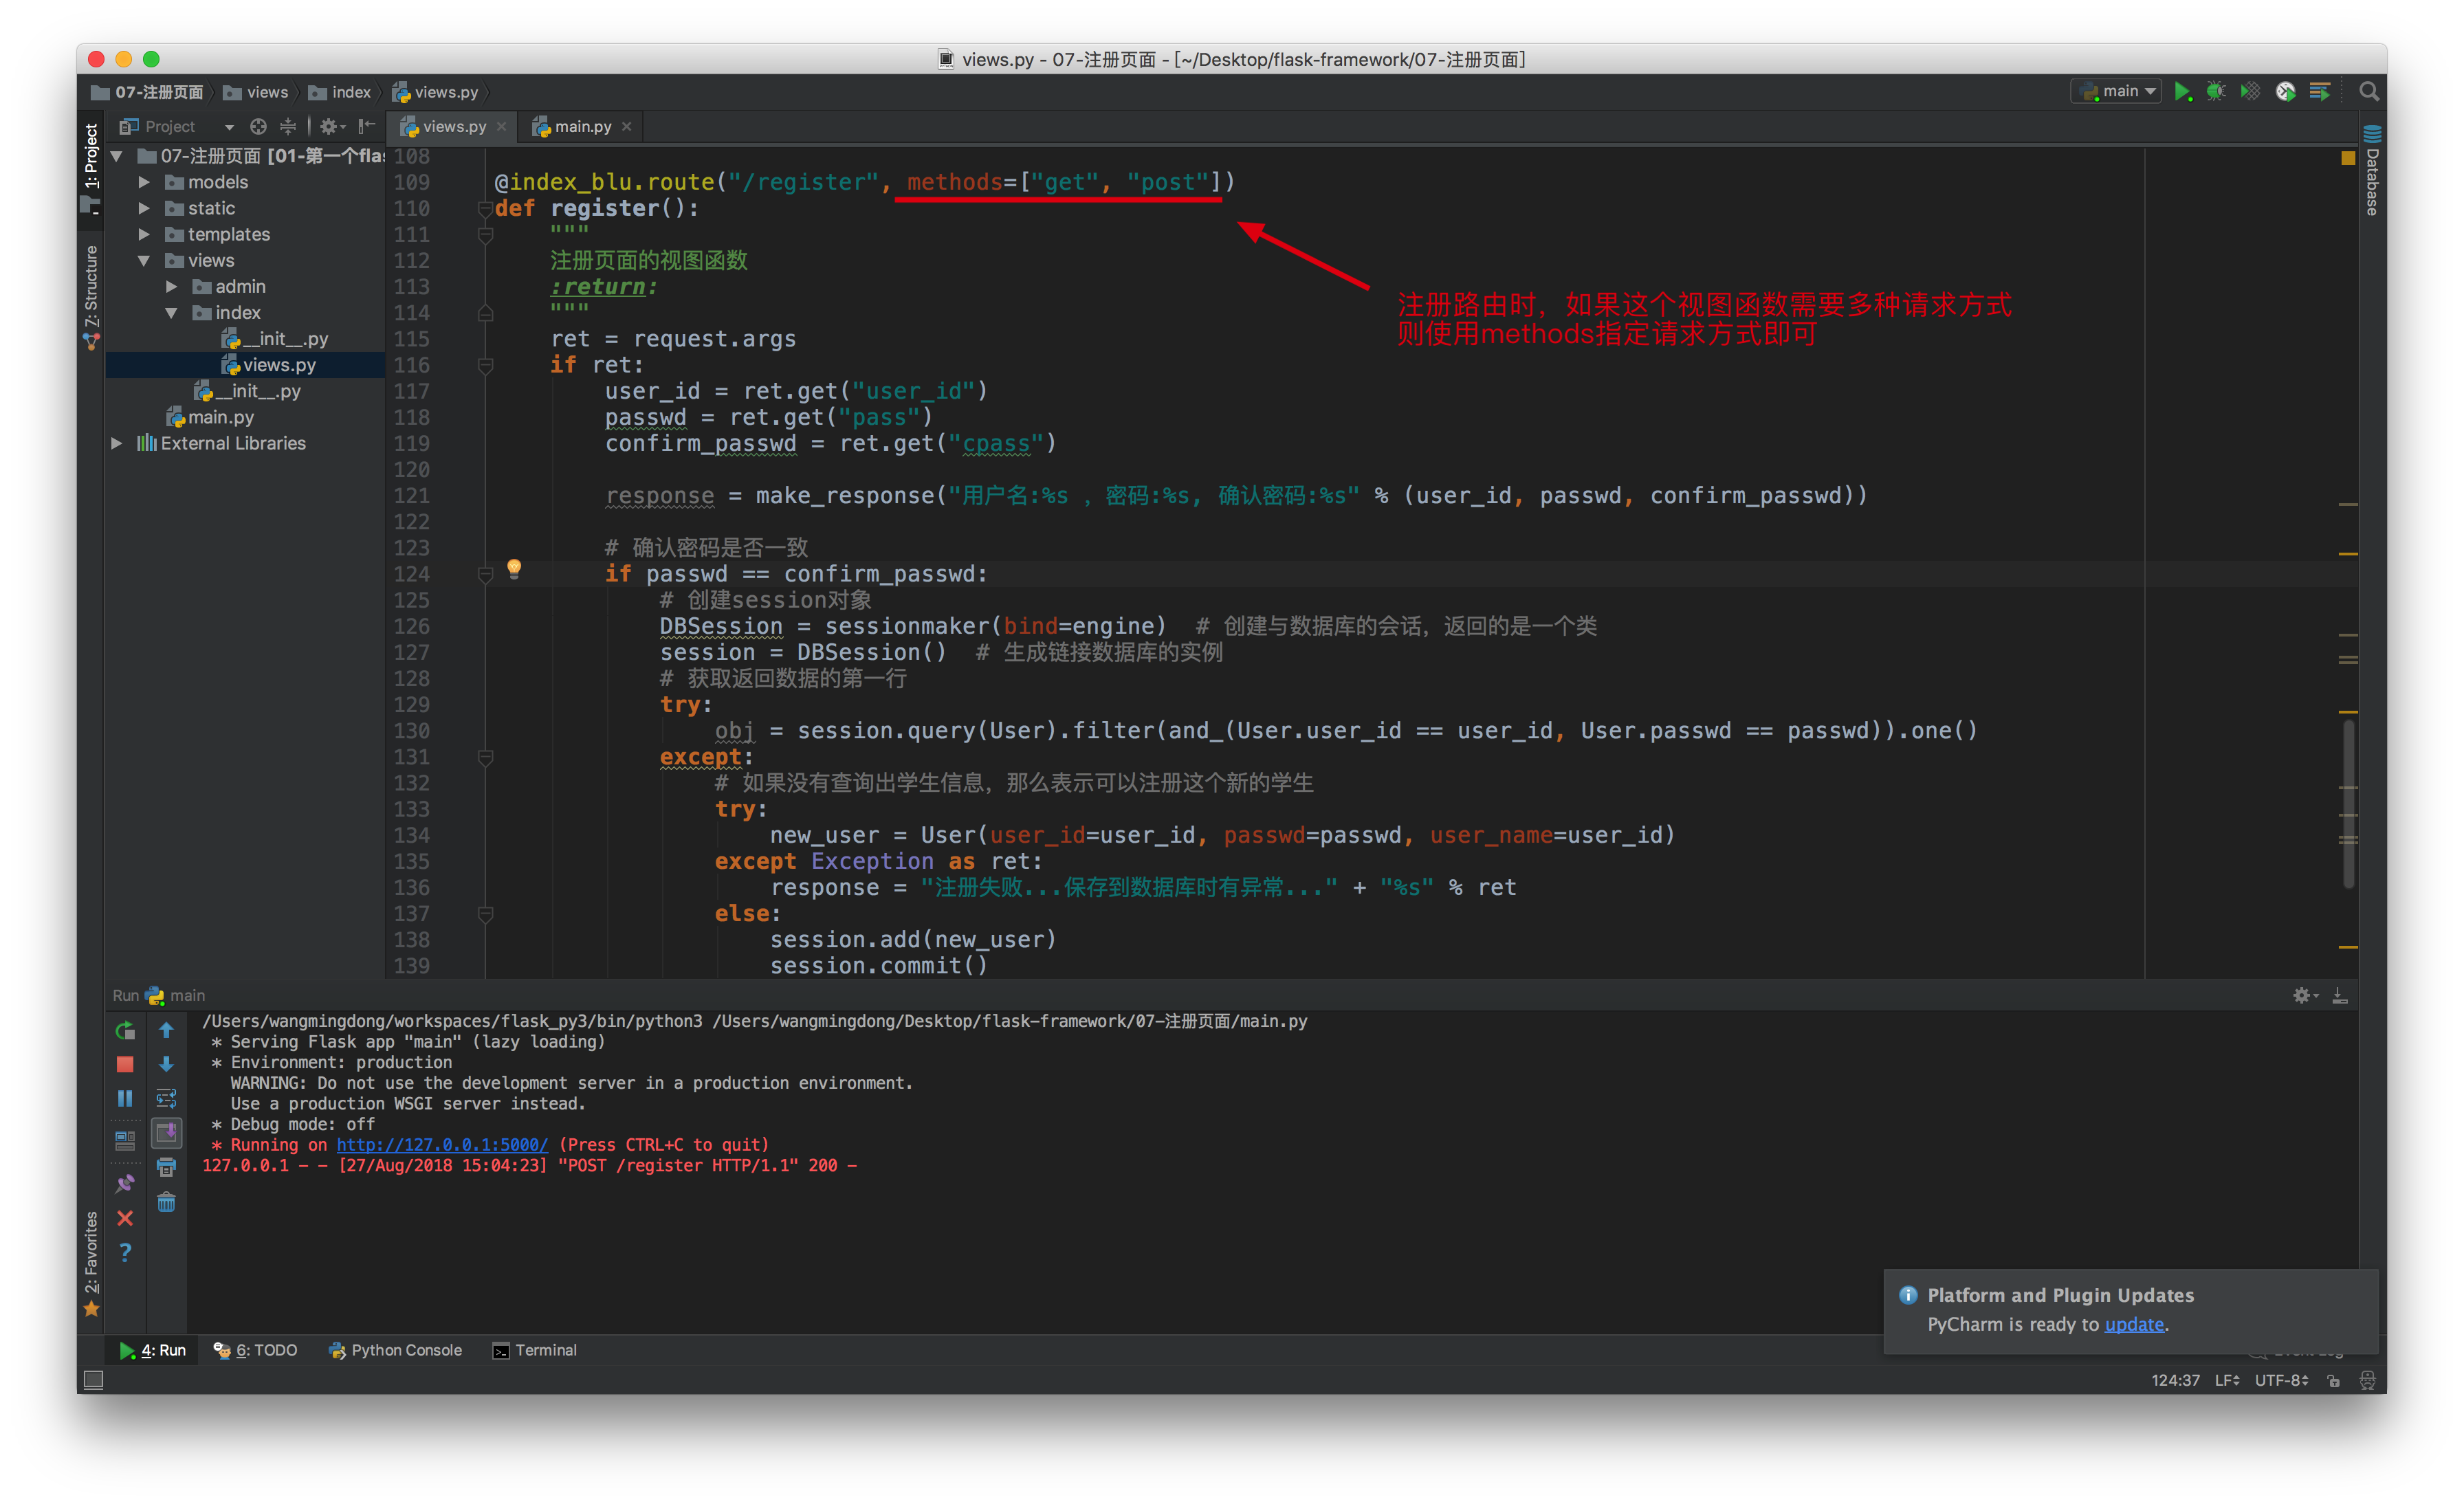 views.py - 07-注册页面 - [~/Desktop/flask-framework/07-注册页面]
07-注册页面 views index views.py
main
1: Project
Z: Structure
2: Favorites
Database
Project
views.py
main.py
07-注册页面 [01-第一个flas
models
static
templates
views
admin
index
__init__.py
views.py
__init__.py
main.py
External Libraries
108
109 @index_blu.route("/register", methods=["get", "post"])
110 def register():
111 """
112 注册页面的视图函数
113 :return:
114 """
115 ret = request.args
116 if ret:
117 user_id = ret.get("user_id")
118 passwd = ret.get("pass")
119 confirm_passwd = ret.get("cpass")
120
121 response = make_response("用户名:%s , 密码:%s, 确认密码:%s" % (user_id, passwd, confirm_passwd))
122
123 # 确认密码是否一致
124 if passwd == confirm_passwd:
125 # 创建session对象
126 DBSession = sessionmaker(bind=engine)  # 创建与数据库的会话，返回的是一个类
127 session = DBSession()  # 生成链接数据库的实例
128 # 获取返回数据的第一行
129 try:
130 obj = session.query(User).filter(and_(User.user_id == user_id, User.passwd == passwd)).one()
131 except:
132 # 如果没有查询出学生信息，那么表示可以注册这个新的学生
133 try:
134 new_user = User(user_id=user_id, passwd=passwd, user_name=user_id)
135 except Exception as ret:
136 response = "注册失败...保存到数据库时有异常..." + "%s" % ret
137 else:
138 session.add(new_user)
139 session.commit()
注册路由时，如果这个视图函数需要多种请求方式
则使用methods指定请求方式即可
Run main
/Users/wangmingdong/workspaces/flask_py3/bin/python3 /Users/wangmingdong/Desktop/flask-framework/07-注册页面/main.py
* Serving Flask app "main" (lazy loading)
* Environment: production
WARNING: Do not use the development server in a production environment.
Use a production WSGI server instead.
* Debug mode: off
* Running on http://127.0.0.1:5000/ (Press CTRL+C to quit)
127.0.0.1 - - [27/Aug/2018 15:04:23] "POST /register HTTP/1.1" 200 -
Platform and Plugin Updates
PyCharm is ready to update.
4: Run 6: TODO Python Console Terminal
124:37 LF UTF-8